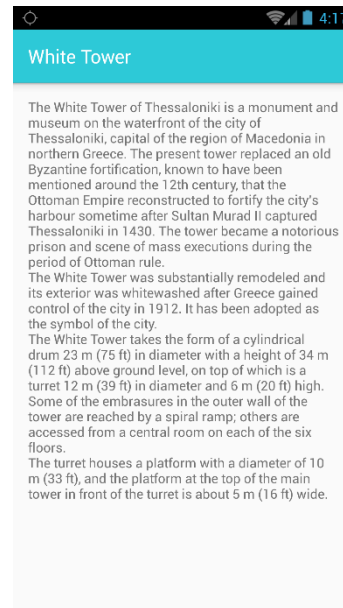 4:17
White Tower
The White Tower of Thessaloniki is a monument and
museum on the waterfront of the city of
Thessaloniki, capital of the region of Macedonia in
northern Greece. The present tower replaced an old
Byzantine fortification, known to have been
mentioned around the 12th century, that the
Ottoman Empire reconstructed to fortify the city's
harbour sometime after Sultan Murad II captured
Thessaloniki in 1430. The tower became a notorious
prison and scene of mass executions during the
period of Ottoman rule.
The White Tower was substantially remodeled and
its exterior was whitewashed after Greece gained
control of the city in 1912. It has been adopted as
the symbol of the city.
The White Tower takes the form of a cylindrical
drum 23 m (75 ft) in diameter with a height of 34 m
(112 ft) above ground level, on top of which is a
turret 12 m (39 ft) in diameter and 6 m (20 ft) high.
Some of the embrasures in the outer wall of the
tower are reached by a spiral ramp; others are
accessed from a central room on each of the six
floors.
The turret houses a platform with a diameter of 10
m (33 ft), and the platform at the top of the main
tower in front of the turret is about 5 m (16 ft) wide.